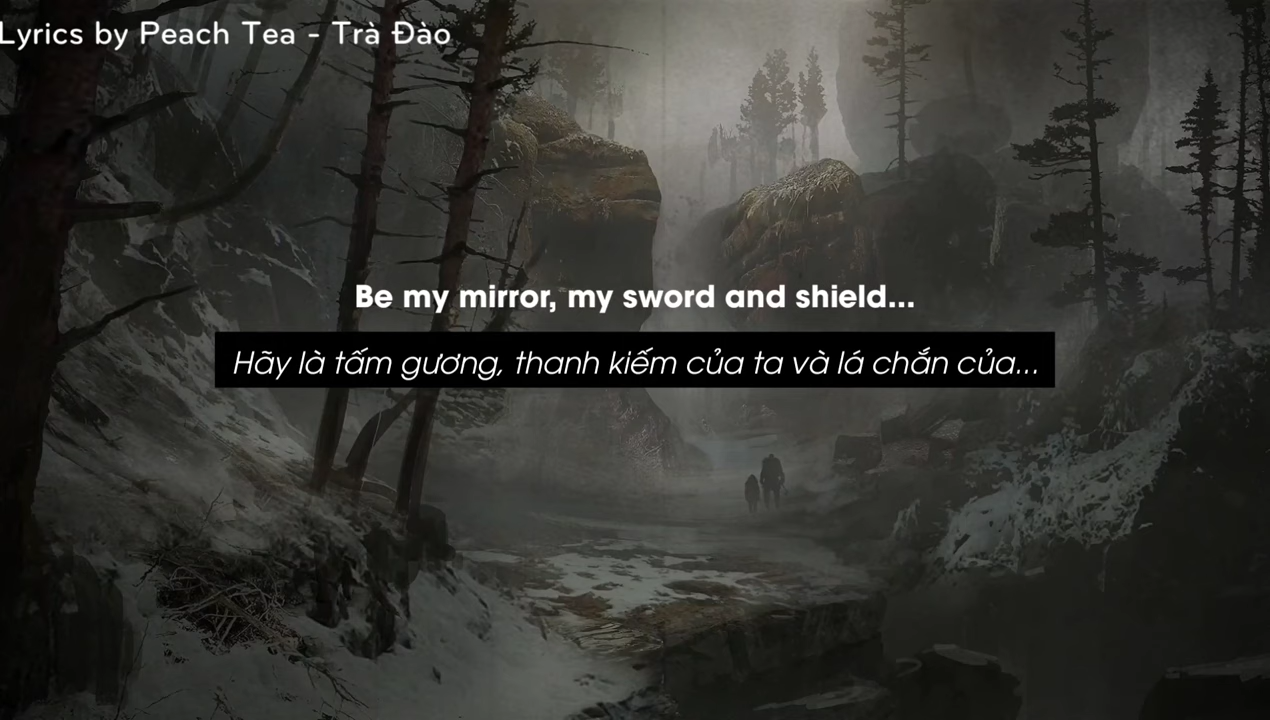 Lyrics by Peach Tea - Trà Đào
Be my mirror, my sword and shield...
Hãy là tấm gương, thanh kiếm của ta và lá chắn của...